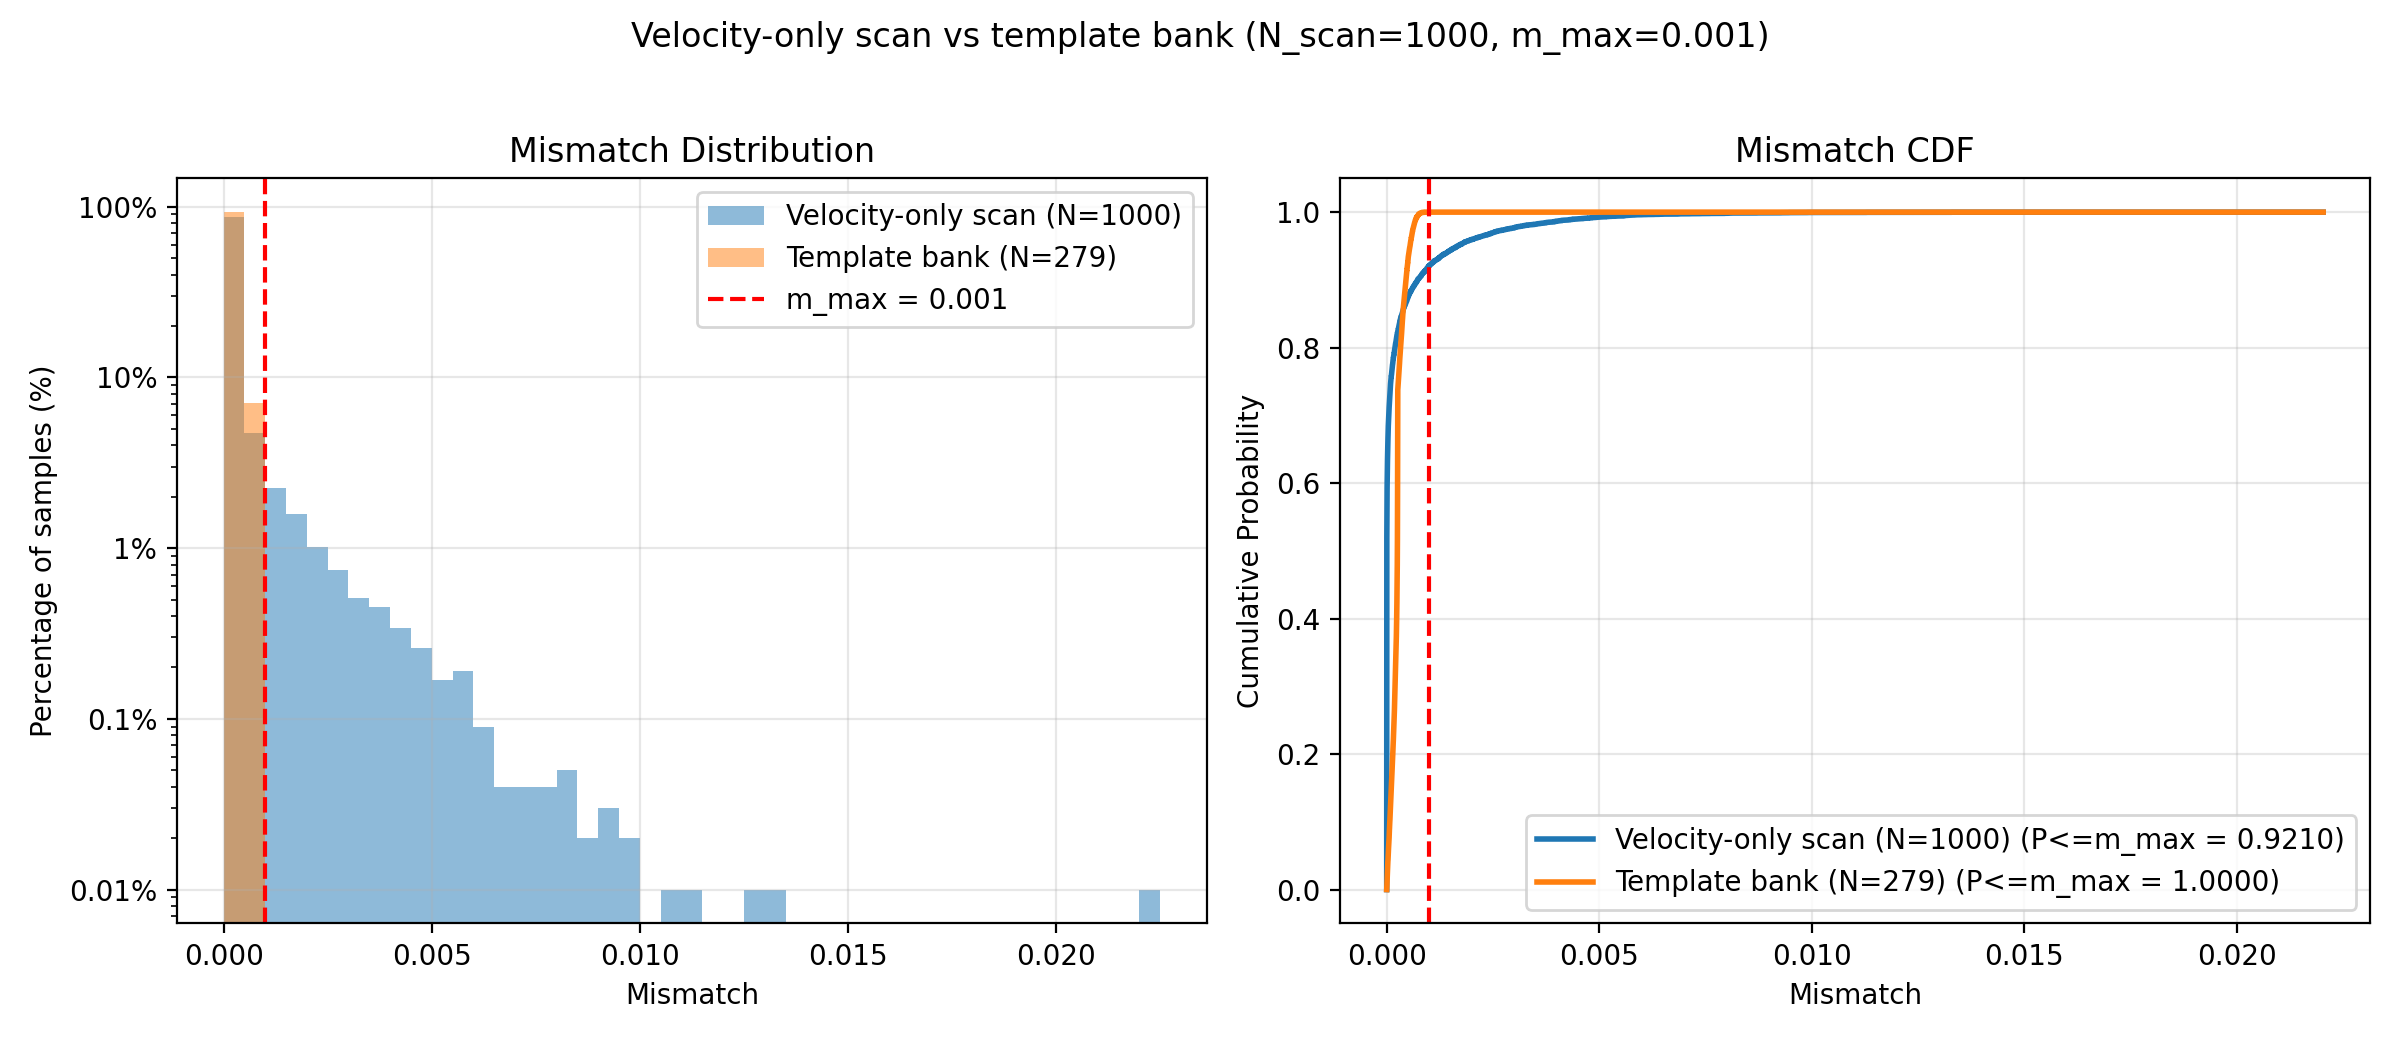 Velocity-only scan vs template bank (N_scan=1000, m_max=0.001)
Mismatch Distribution
Percentage of samples (%)
100%
10%
1%
0.1%
0.01%
Velocity-only scan (N=1000)
Template bank (N=279)
m_max = 0.001
0.000 0.005 0.010 0.015 0.020
Mismatch
Mismatch CDF
Cumulative Probability
1.0
0.8
0.6
0.4
0.2
0.0
Velocity-only scan (N=1000) (P<=m_max = 0.9210)
Template bank (N=279) (P<=m_max = 1.0000)
0.000 0.005 0.010 0.015 0.020
Mismatch